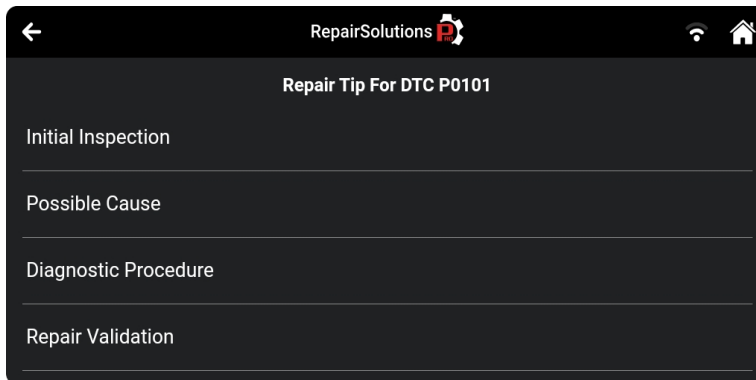 RepairSolutions
Repair Tip For DTC P0101
Initial Inspection
Possible Cause
Diagnostic Procedure
Repair Validation